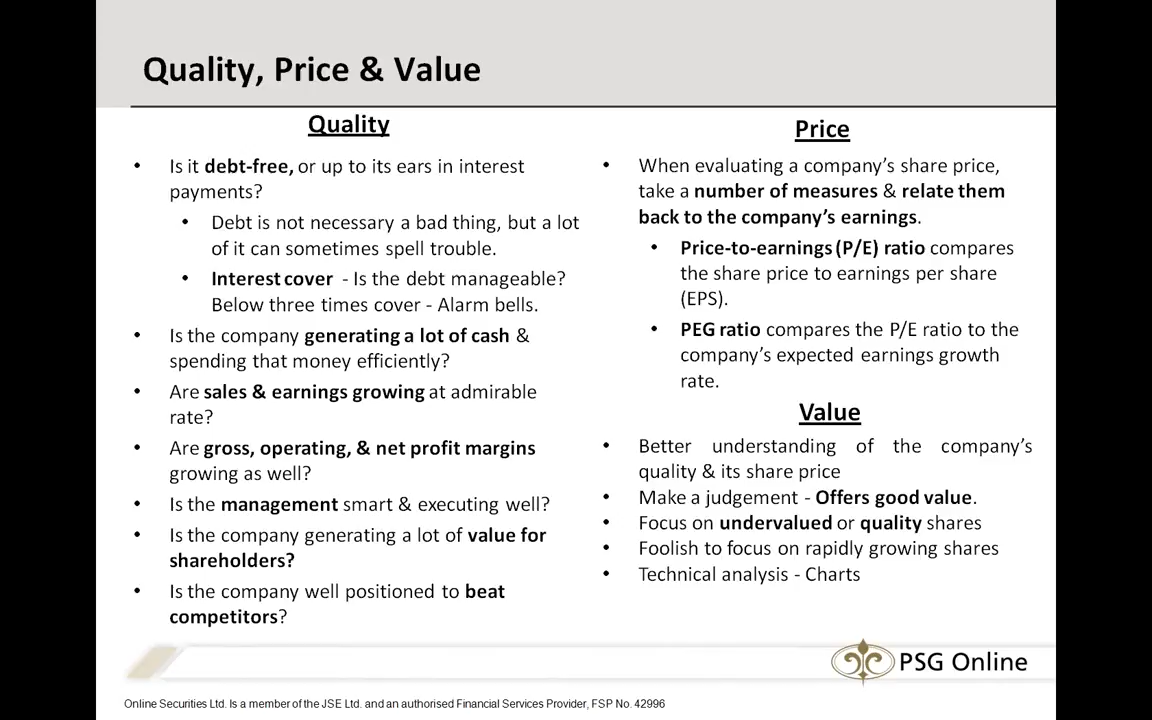 Quality, Price & Value
Quality
• Is it debt-free, or up to its ears in interest
payments?
• Debt is not necessary a bad thing, but a lot
of it can sometimes spell trouble.
• Interest cover - Is the debt manageable?
Below three times cover - Alarm bells.
• Is the company generating a lot of cash &
spending that money efficiently?
• Are sales & earnings growing at admirable
rate?
• Are gross, operating, & net profit margins
growing as well?
• Is the management smart & executing well?
• Is the company generating a lot of value for
shareholders?
• Is the company well positioned to beat
competitors?
Price
• When evaluating a company's share price,
take a number of measures & relate them
back to the company's earnings.
• Price-to-earnings (P/E) ratio compares
the share price to earnings per share
(EPS).
• PEG ratio compares the P/E ratio to the
company's expected earnings growth
rate.
Value
• Better understanding of the company's
quality & its share price
• Make a judgement - Offers good value.
• Focus on undervalued or quality shares
• Foolish to focus on rapidly growing shares
• Technical analysis - Charts
PSG Online
Online Securities Ltd. Is a member of the JSE Ltd. and an authorised Financial Services Provider, FSP No. 42996